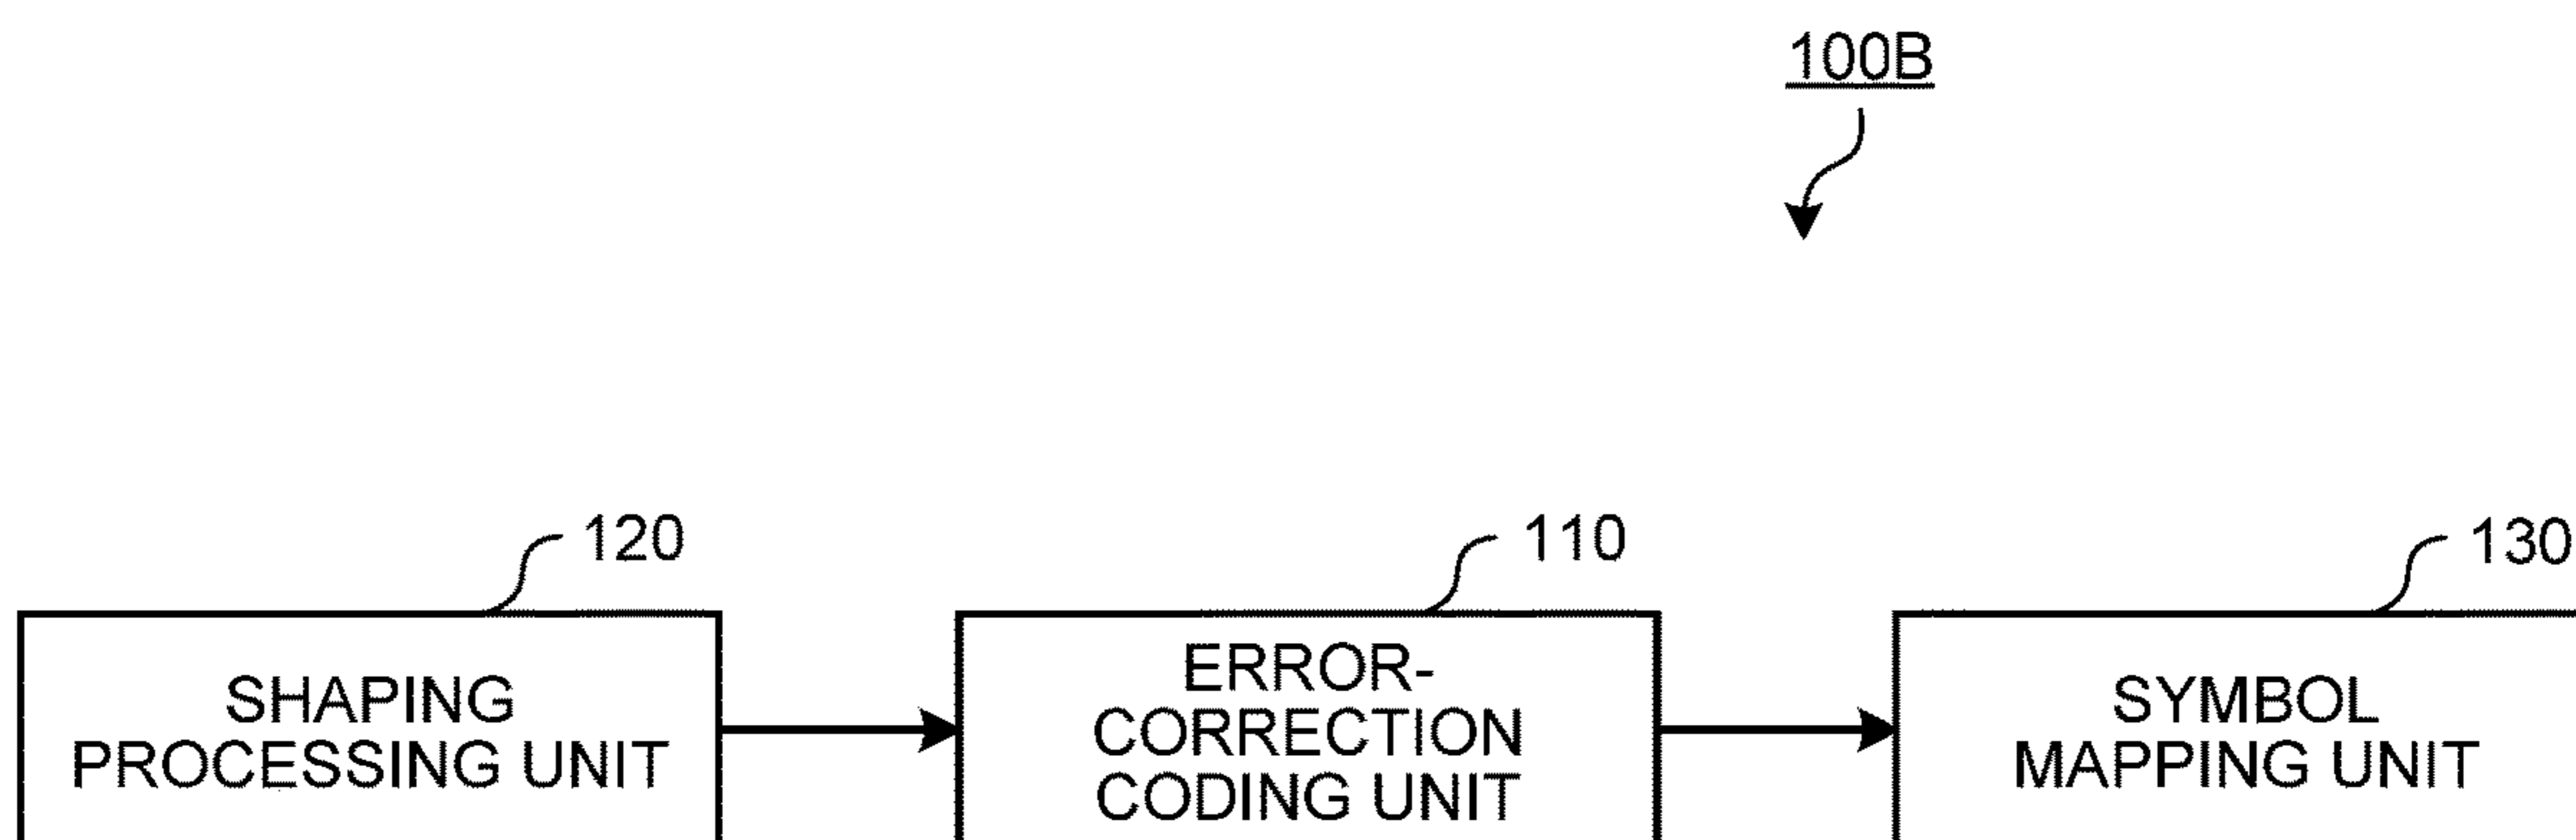 100B
120
110
130
SHAPING
PROCESSING UNIT
ERROR-
CORRECTION
CODING UNIT
SYMBOL
MAPPING UNIT